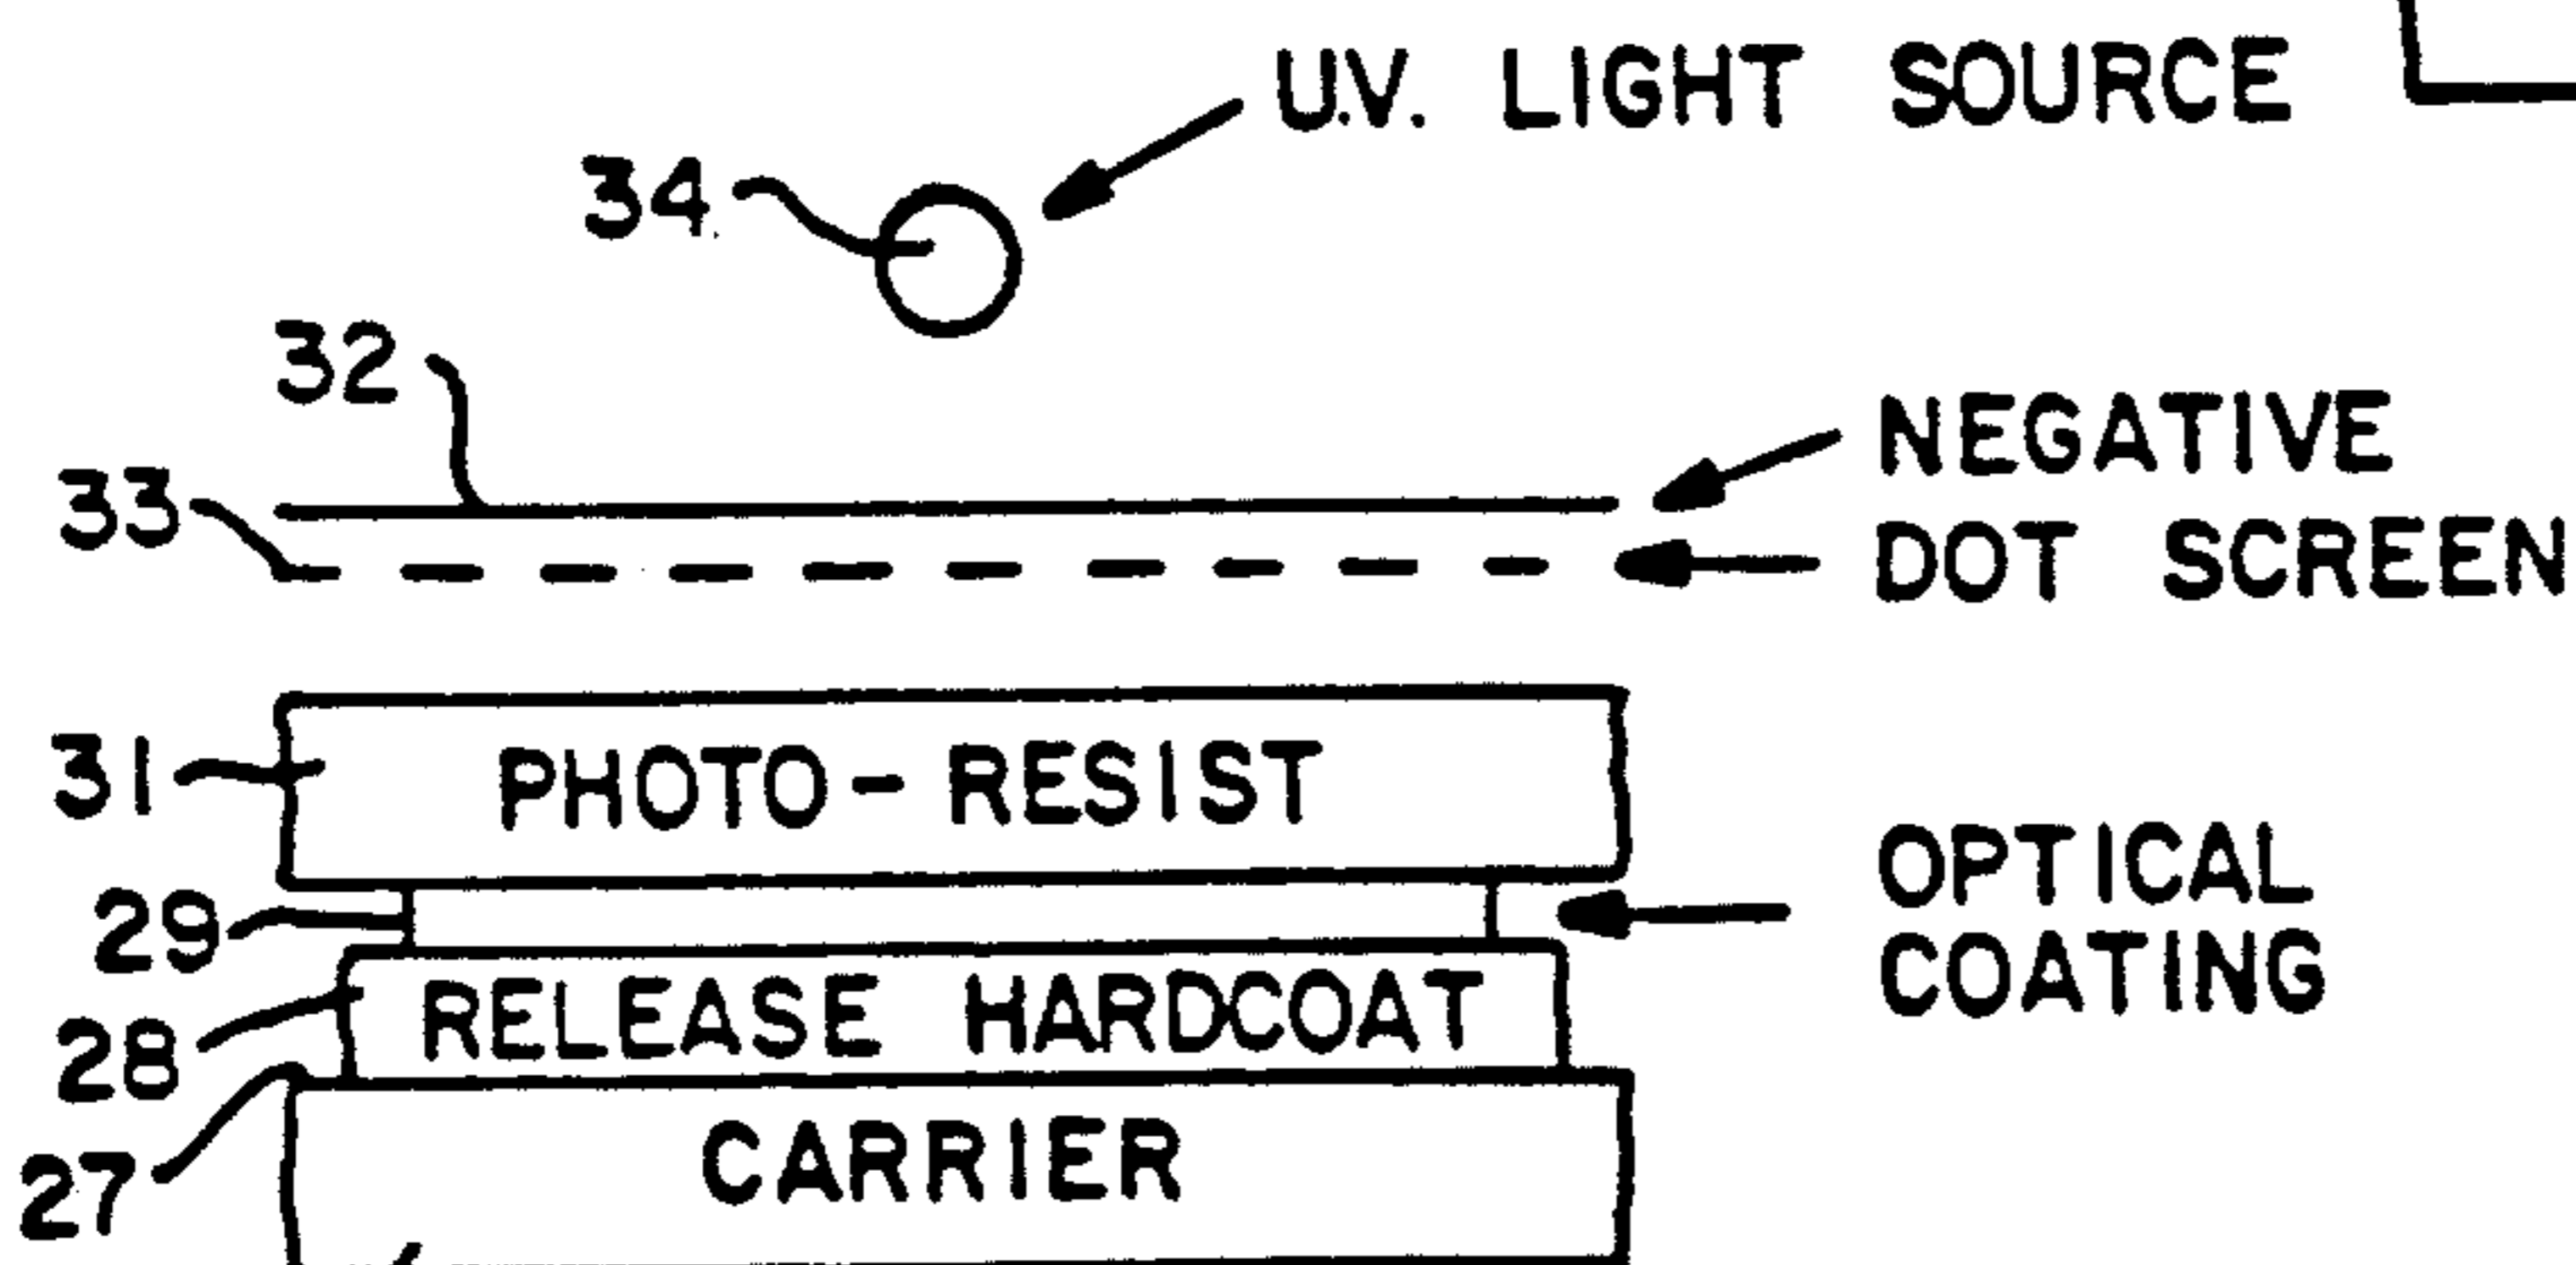 U.V. LIGHT SOURCE
34
32
NEGATIVE
33
DOT SCREEN
31
PHOTO-RESIST
OPTICAL
29
COATING
28
RELEASE HARDCOAT
27
CARRIER